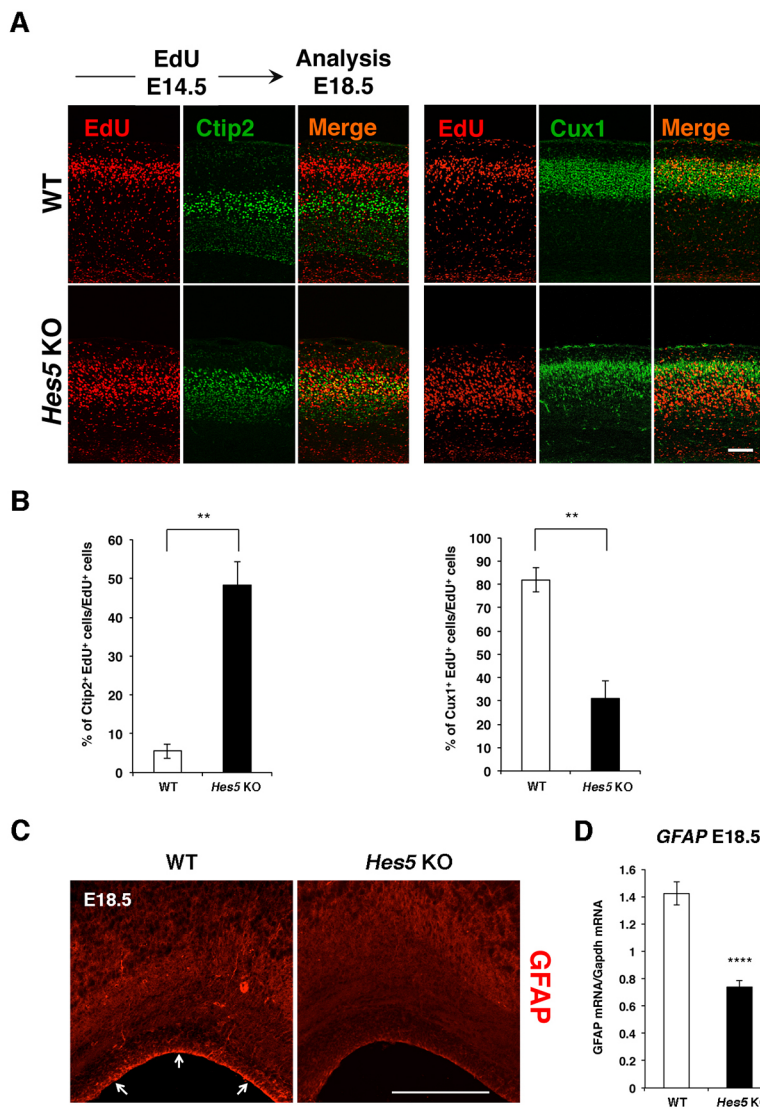 A
EdU
E14.5
Analysis
E18.5
EdU
Ctip2
Merge
EdU
Cux1
Merge
WT
Hes5 KO
B
**
% of Ctip2⁺ EdU⁺ cells/EdU⁺ cells
60
50
40
30
20
10
0
WT
Hes5 KO
**
% of Cux1⁺ EdU⁺ cells/EdU⁺ cells
100
90
80
70
60
50
40
30
20
10
0
WT
Hes5 KO
C
WT
Hes5 KO
E18.5
GFAP
D
GFAP E18.5
GFAP mRNA/Gapdh mRNA
1.6
1.4
1.2
1
0.8
0.6
0.4
0.2
0
****
WT
Hes5 KO